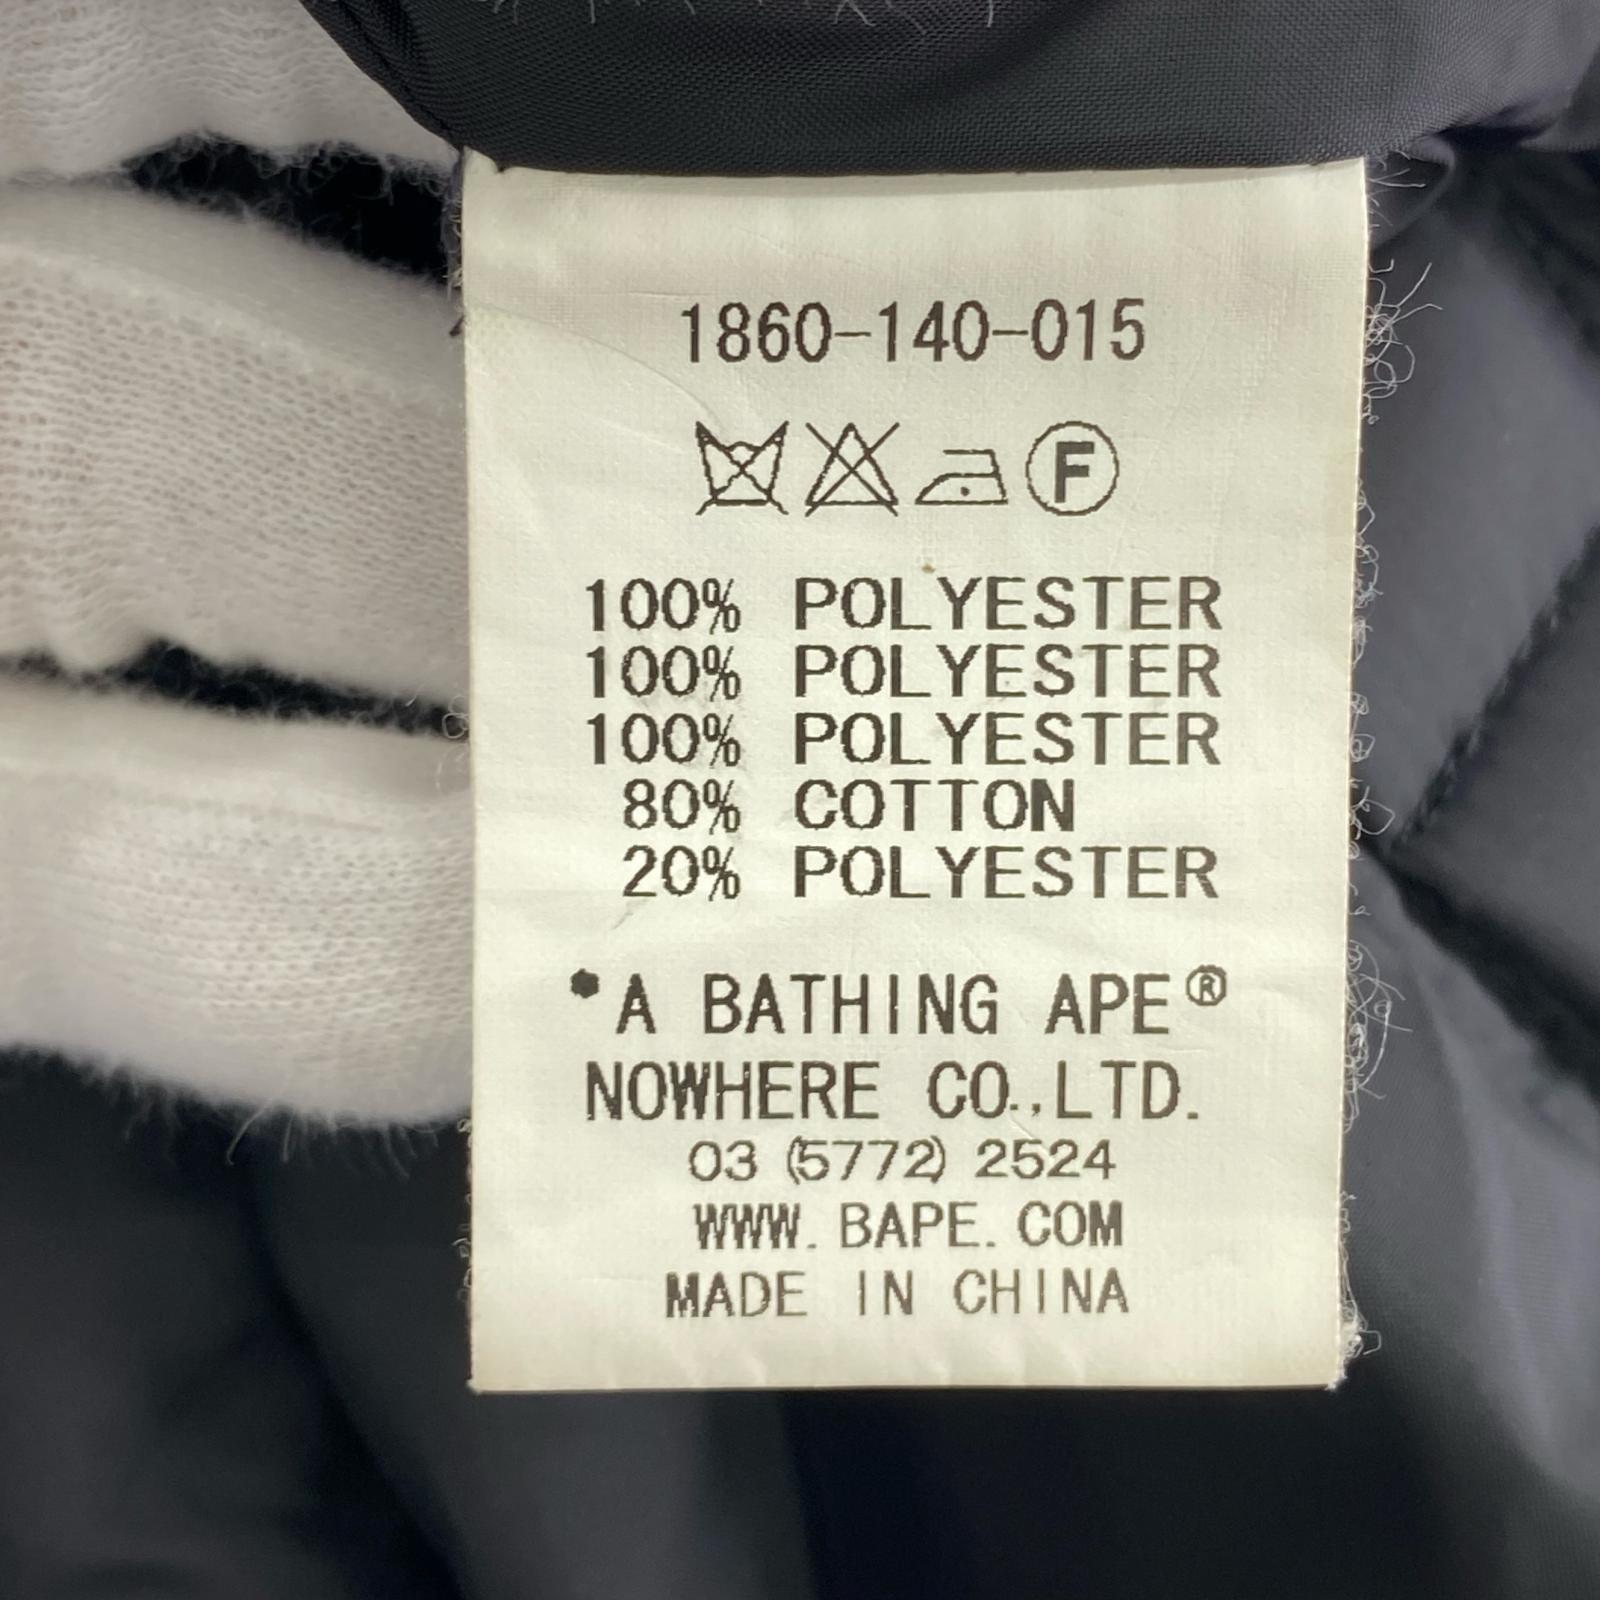 1860-140-015
F
100% POLYESTER
100% POLYESTER
100% POLYESTER
80% COTTON
20% POLYESTER
•A BATHING APE®
NOWHERE CO.,LTD.
03 (5772) 2524
WWW.BAPE.COM
MADE IN CHINA